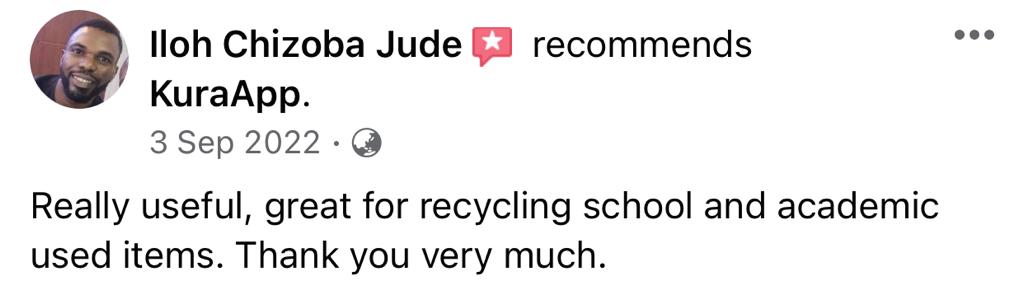 Iloh Chizoba Jude recommends
KuraApp.
3 Sep 2022 ·
Really useful, great for recycling school and academic
used items. Thank you very much.